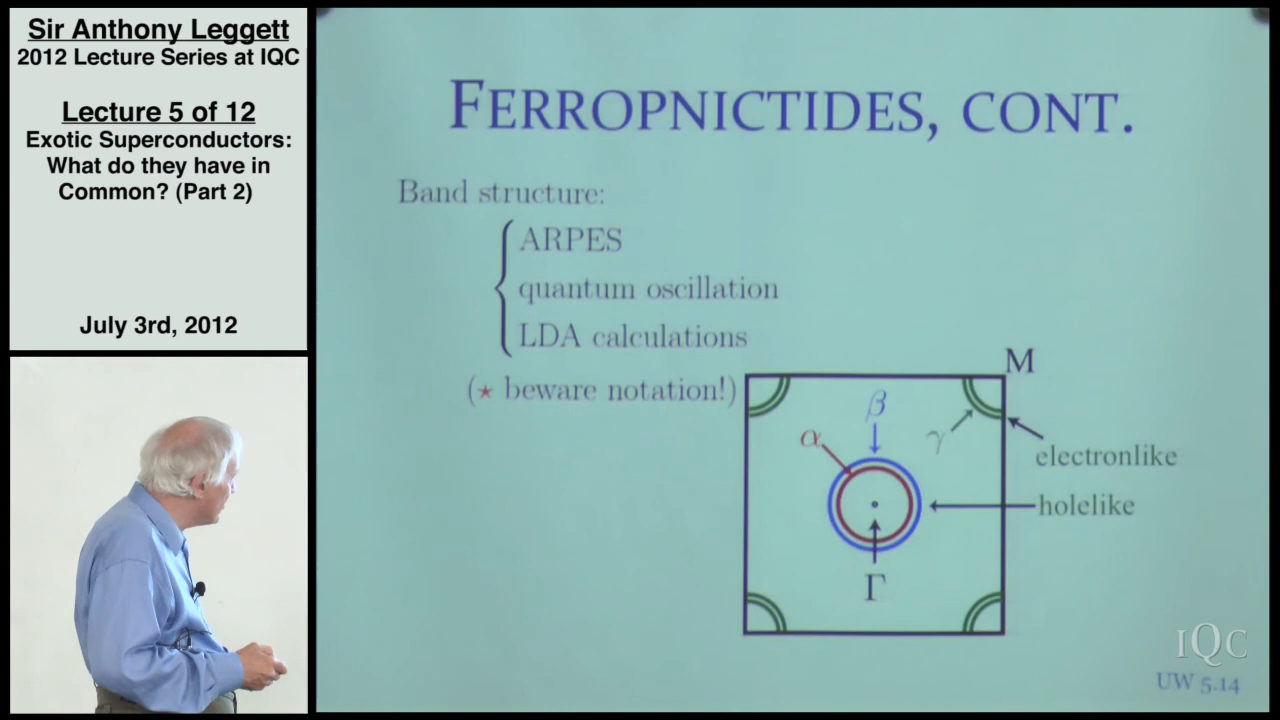 Sir Anthony Leggett
2012 Lecture Series at IQC
Lecture 5 of 12
Exotic Superconductors:
What do they have in
Common? (Part 2)
July 3rd, 2012
FERROPNICTIDES, CONT.
Band structure:
ARPES
quantum oscillation
LDA calculations
(⋆ beware notation!)
M
β
α
γ
electronlike
holelike
Γ
IQC
UW 5.14